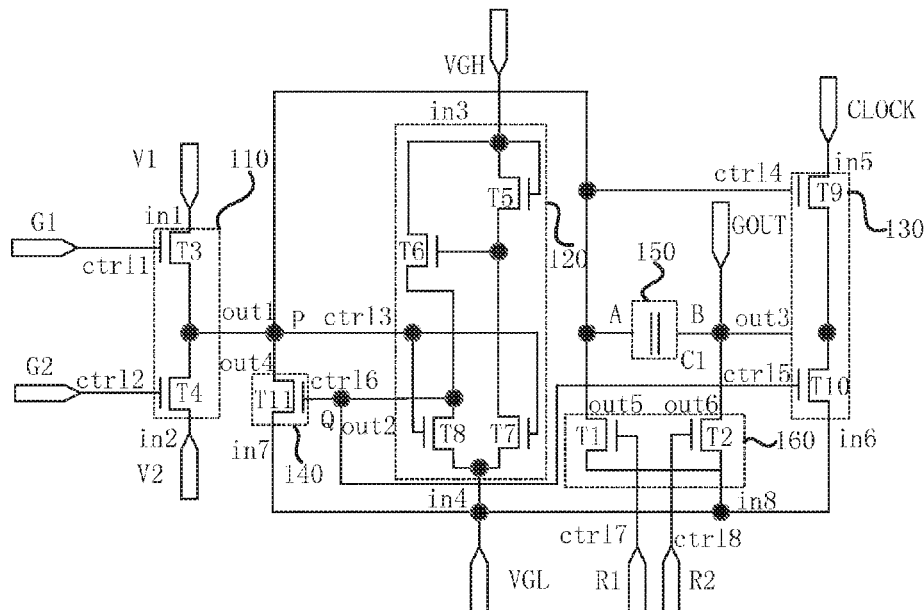 VGH
CLOCK
in3
V1
110
ctrl4
in5
T9
T5
in1
G1
T3
ctrl1
T6
120
150
GOUT
130
out1
P
ctrl3
A
B
out3
C1
out4
G2
ctrl2
T4
T11
ctrl6
ctrl5
T10
Q
out2
T8
T7
out5
out6
T1
T2
160
in2
in7
in6
V2
140
in4
in8
ctrl7
ctrl8
VGL
R1
R2